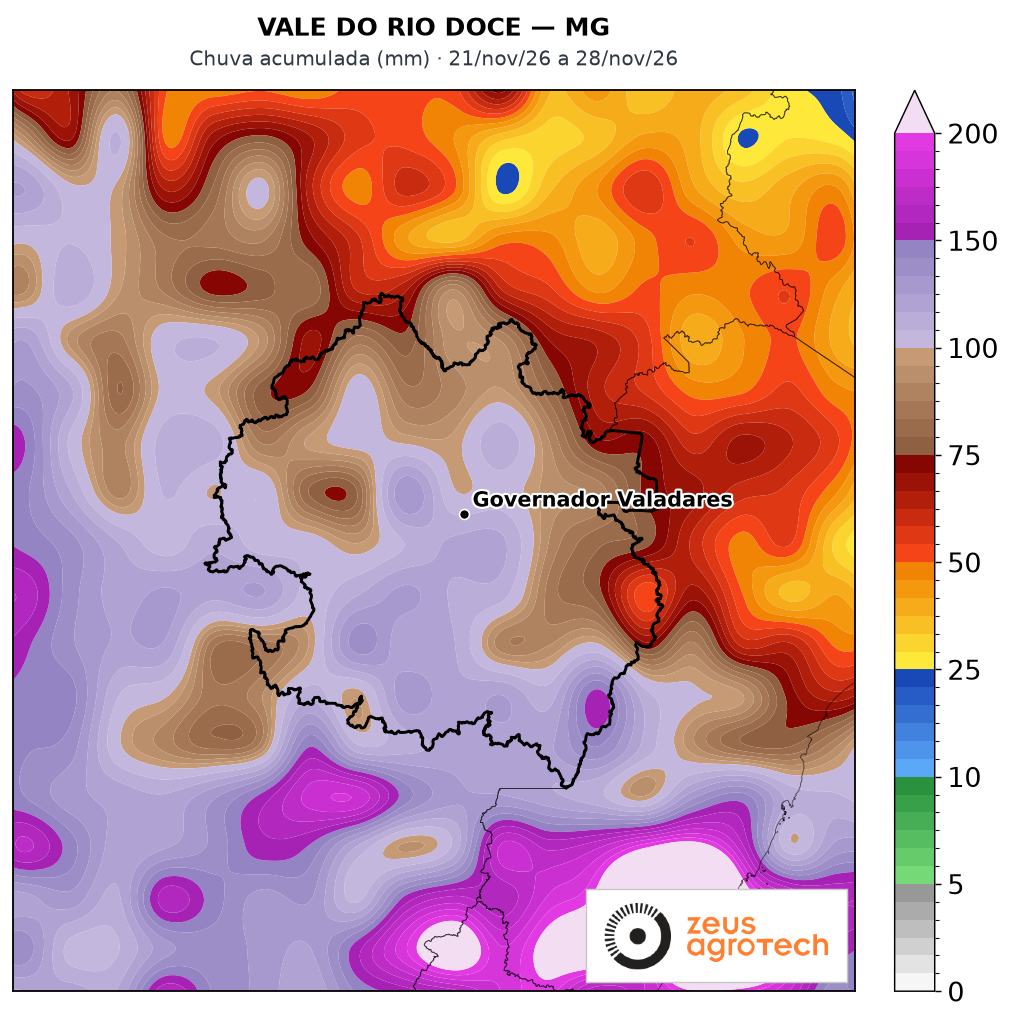 VALE DO RIO DOCE — MG
Chuva acumulada (mm) · 21/nov/26 a 28/nov/26
200
150
100
75
50
25
10
5
0
Governador Valadares
zeus
agrotech